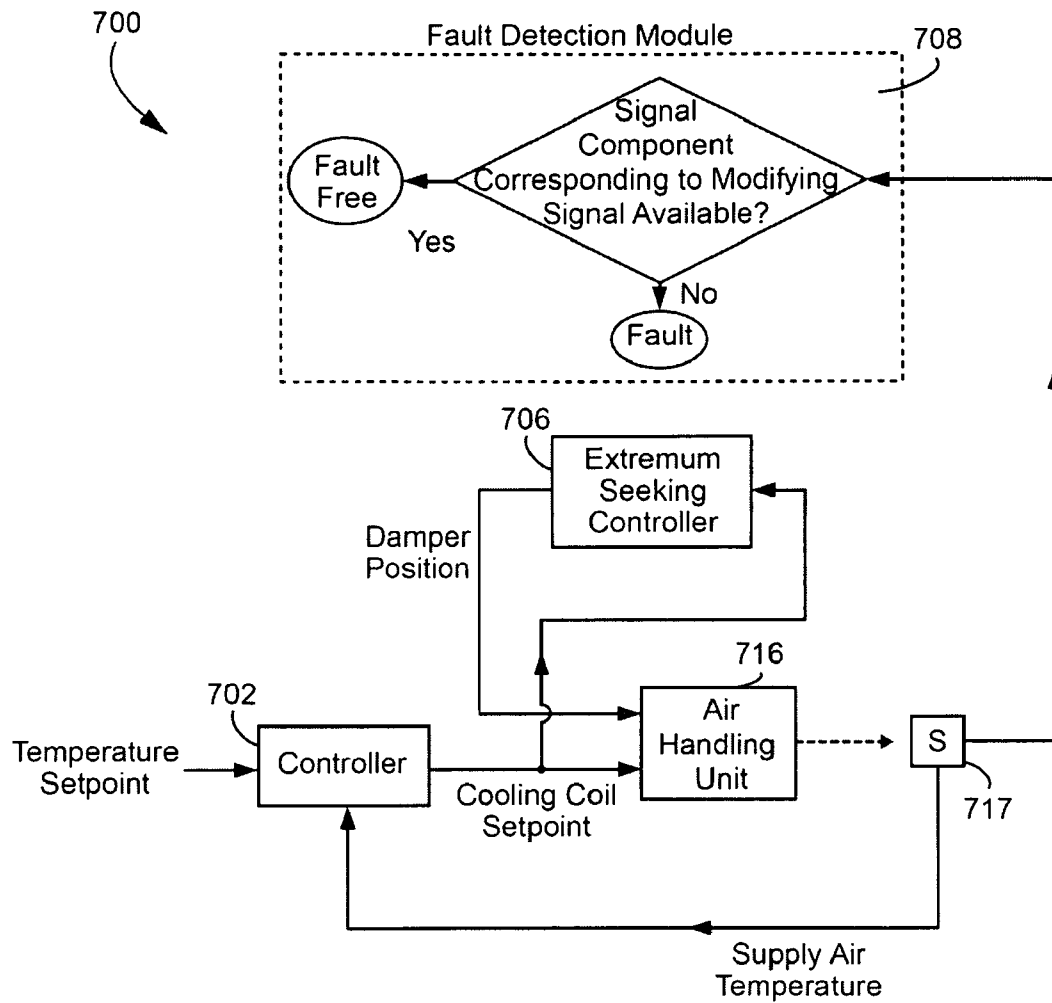 700
Fault Detection Module
708
Signal
Component
Corresponding to Modifying
Signal Available?
Fault
Free
Yes
No
Fault
706
Extremum
Seeking
Controller
Damper
Position
716
702
Air
Handling
Unit
S
Temperature
Setpoint
Controller
Cooling Coil
Setpoint
717
Supply Air
Temperature